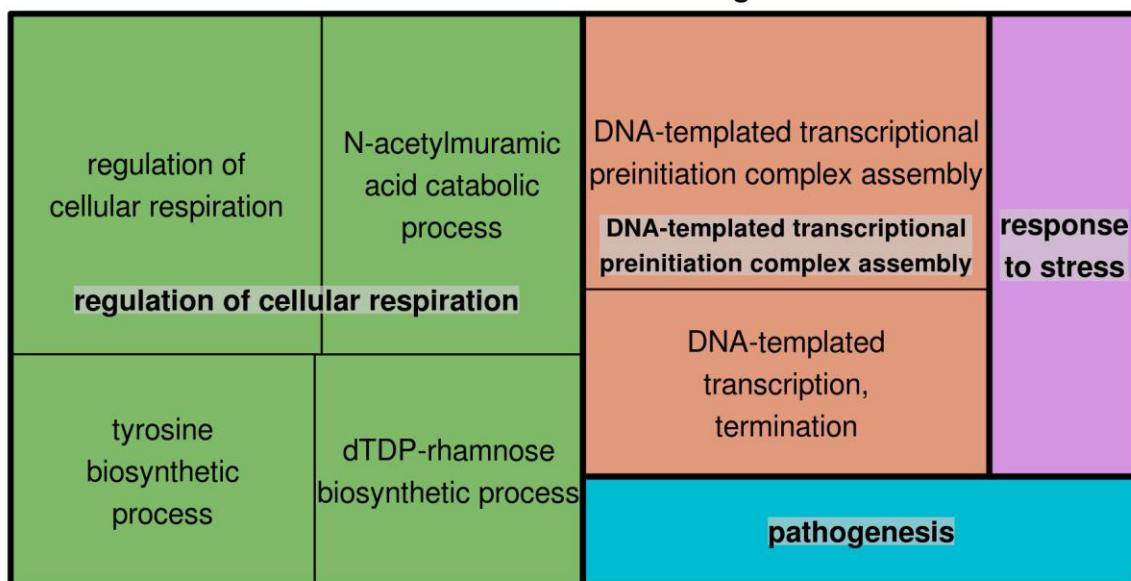 regulation of
cellular respiration
N-acetylmuramic
acid catabolic
process
regulation of cellular respiration
tyrosine
biosynthetic
process
dTDP-rhamnose
biosynthetic process
DNA-templated transcriptional
preinitiation complex assembly
DNA-templated transcriptional
preinitiation complex assembly
DNA-templated
transcription,
termination
response
to stress
pathogenesis